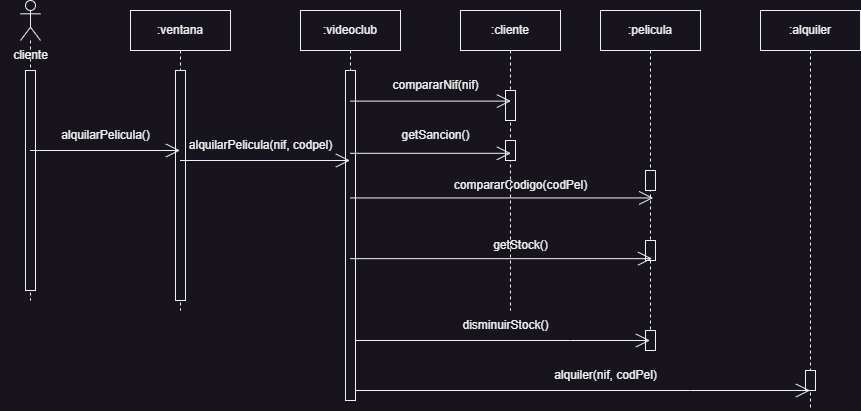 cliente
:ventana
:videoclub
:cliente
:pelicula
:alquiler
compararNif(nif)
alquilarPelicula()
alquilarPelicula(nif, codpel)
getSancion()
compararCodigo(codPel)
getStock()
disminuirStock()
alquiler(nif, codPel)